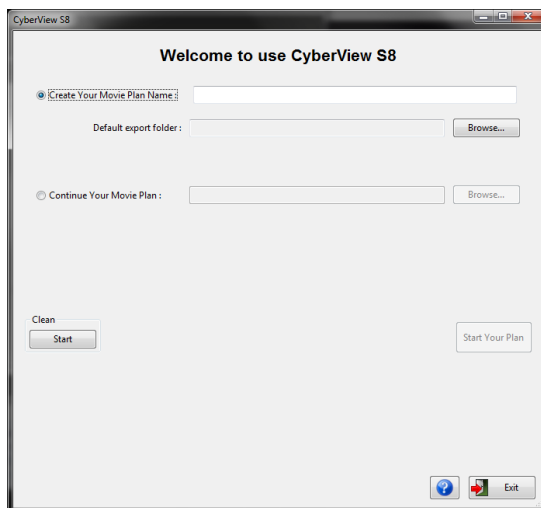 CyberView S8
Welcome to use CyberView S8
Create Your Movie Plan Name :
Default export folder :
Browse...
Continue Your Movie Plan :
Browse...
Clean
Start
Start Your Plan
?
Exit